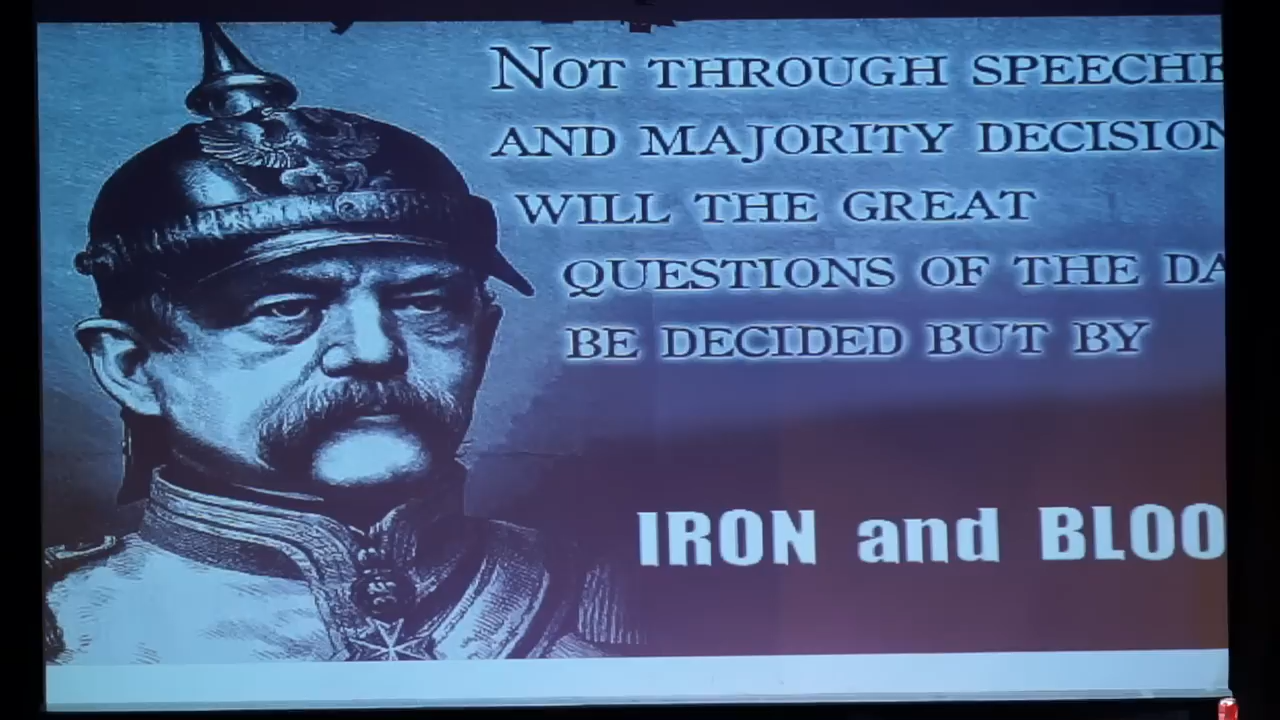 NOT THROUGH SPEECHE
AND MAJORITY DECISION
WILL THE GREAT
QUESTIONS OF THE DA
BE DECIDED BUT BY
IRON and BLOO